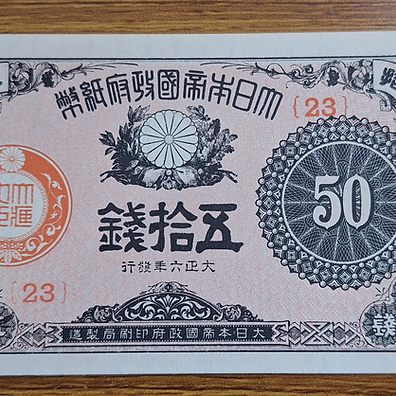 大日本帝國政府紙幣
{23}
五拾錢
50
大正六年發行
{23}
大日本帝國政府印刷局製造